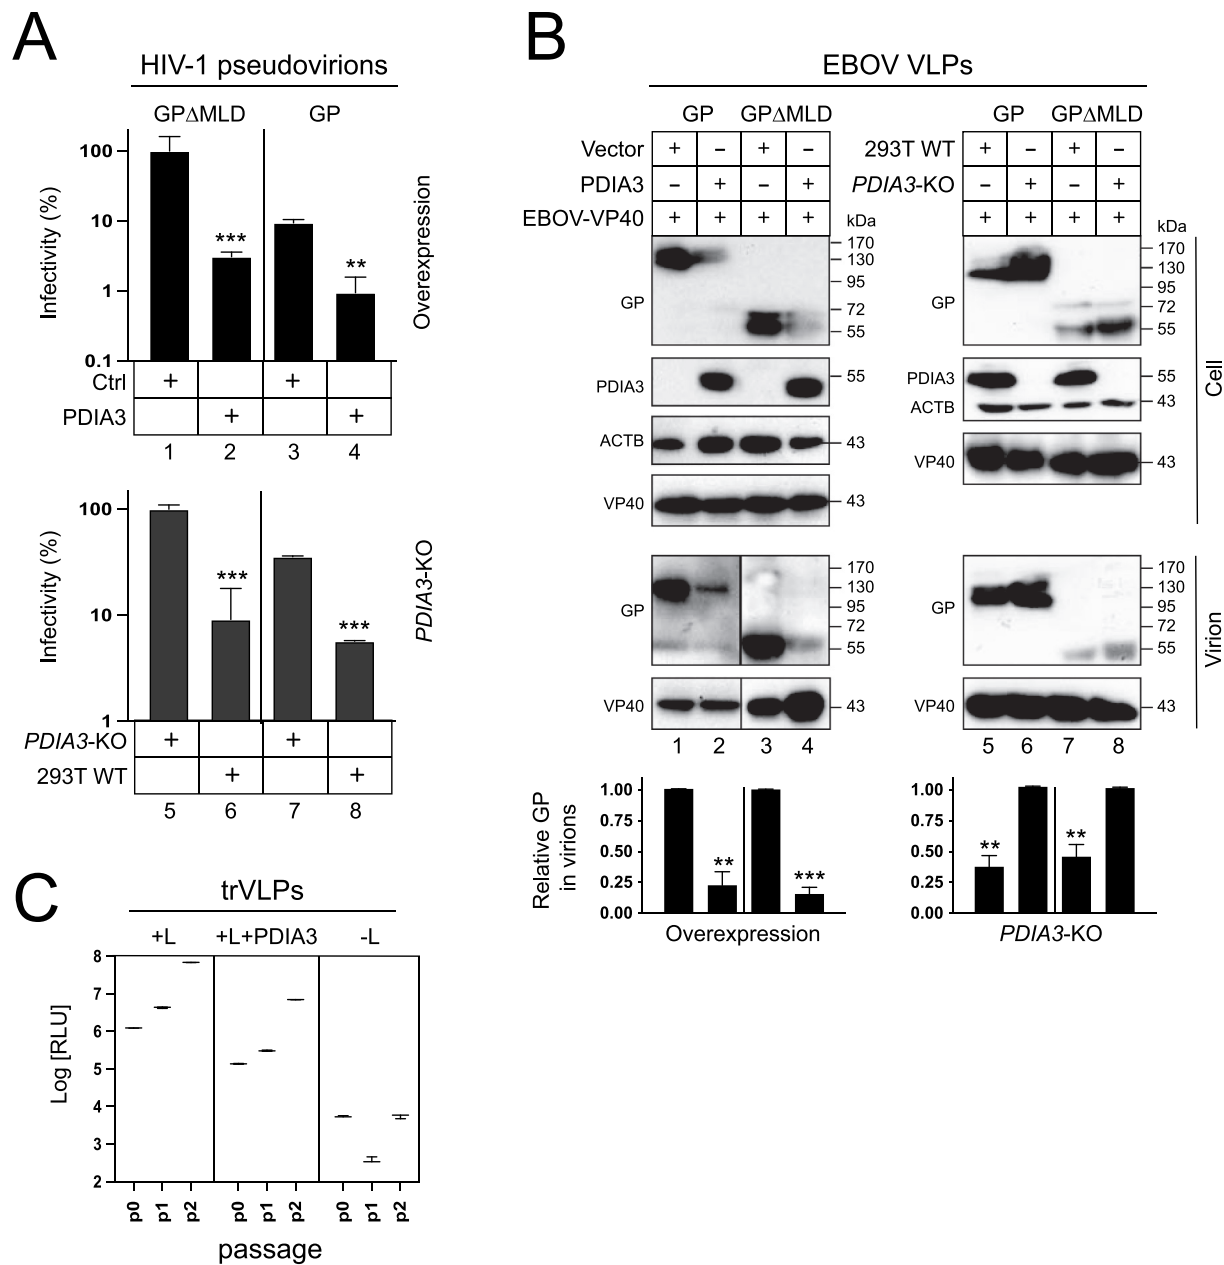 A
HIV-1 pseudovirions
GPΔMLD GP
Infectivity (%)
100
10
1
0.1
*** **
Overexpression
Ctrl + +
PDIA3 + +
1 2 3 4
Infectivity (%)
100
10
1
*** ***
PDIA3-KO
PDIA3-KO + +
293T WT + +
5 6 7 8
B
EBOV VLPs
GP GPΔMLD
Vector + – + –
PDIA3 – + – +
EBOV-VP40 + + + +
kDa
GP
170
130
95
72
55
PDIA3 55
ACTB 43
VP40 43
GP
170
130
95
72
55
VP40 43
1 2 3 4
Relative GP
in virions
1.00
0.75
0.50
0.25
0.00
** ***
Overexpression
GP GPΔMLD
293T WT + – + –
PDIA3-KO – + – +
+ + + +
kDa
GP
170
130
95
72
55
PDIA3 55
ACTB 43
VP40 43
Cell
GP
170
130
95
72
55
VP40 43
Virion
5 6 7 8
1.00
0.75
0.50
0.25
0.00
** **
PDIA3-KO
C
trVLPs
+L +L+PDIA3 -L
Log [RLU]
8
7
6
5
4
3
2
p0 p1 p2 p0 p1 p2 p0 p1 p2
passage